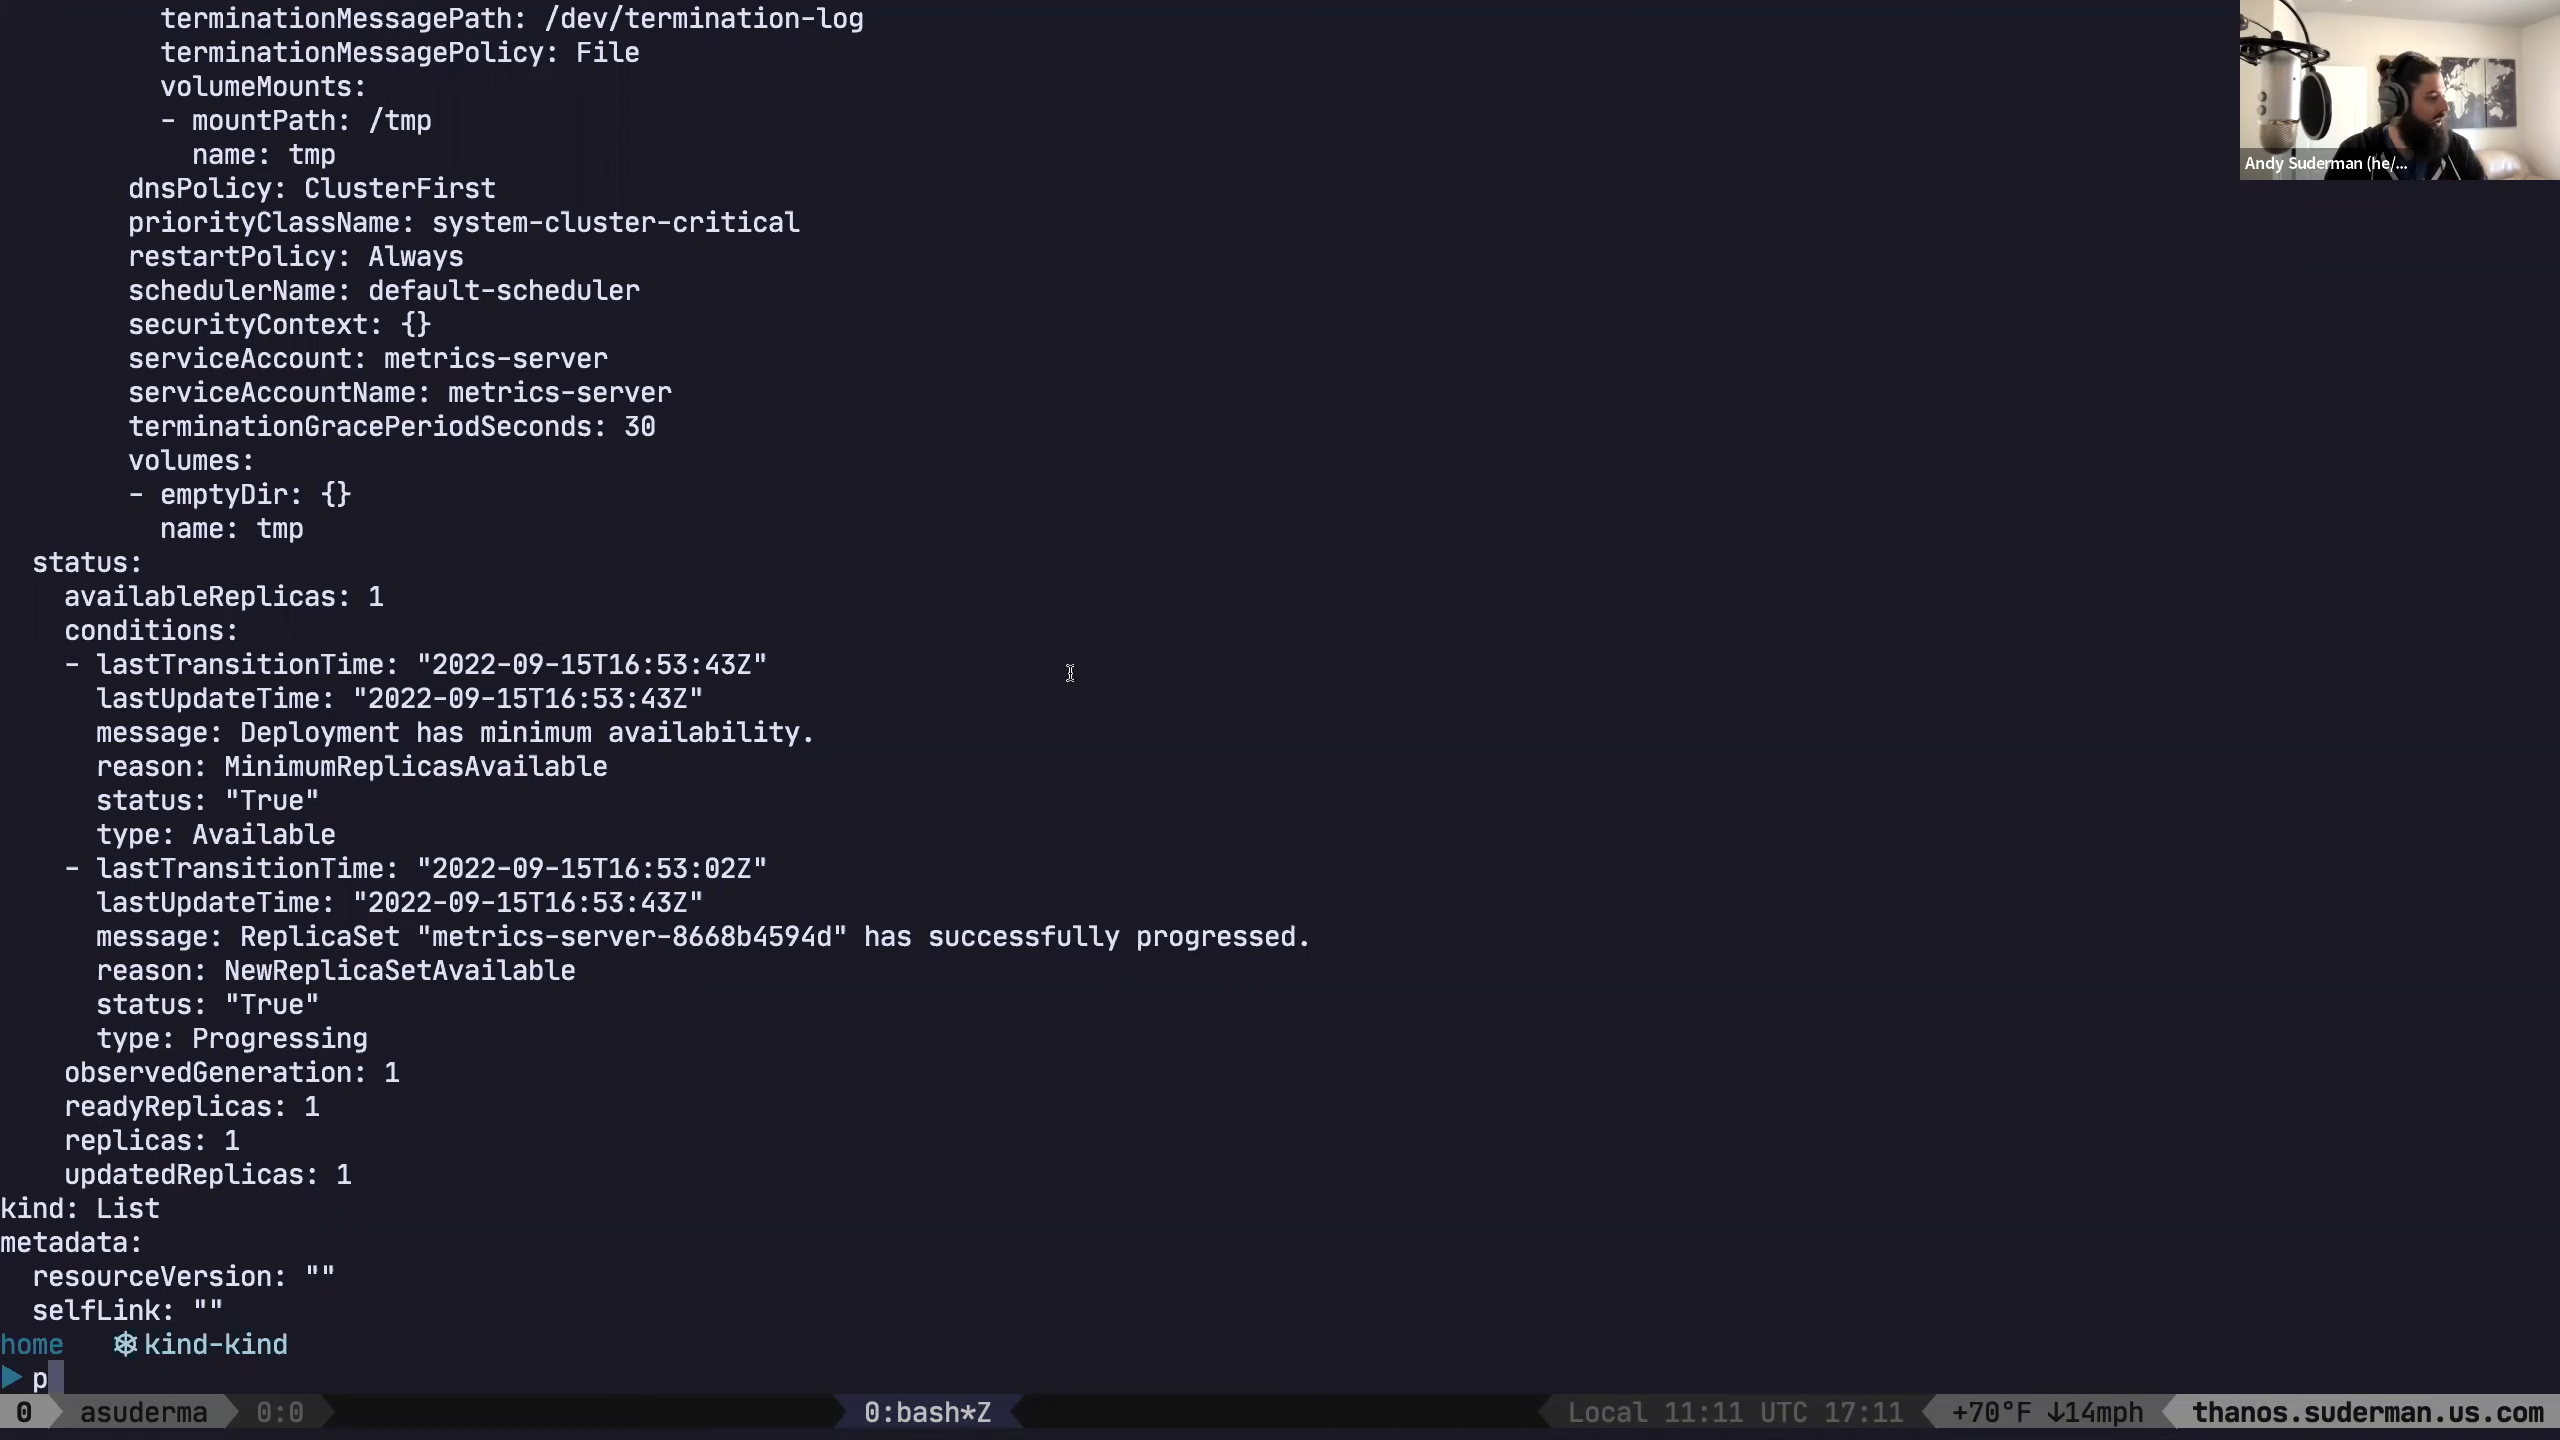 terminationMessagePath: /dev/termination-log
terminationMessagePolicy: File
volumeMounts:
- mountPath: /tmp
name: tmp
dnsPolicy: ClusterFirst
priorityClassName: system-cluster-critical
restartPolicy: Always
schedulerName: default-scheduler
securityContext: {}
serviceAccount: metrics-server
serviceAccountName: metrics-server
terminationGracePeriodSeconds: 30
volumes:
- emptyDir: {}
name: tmp
status:
availableReplicas: 1
conditions:
- lastTransitionTime: "2022-09-15T16:53:43Z"
lastUpdateTime: "2022-09-15T16:53:43Z"
message: Deployment has minimum availability.
reason: MinimumReplicasAvailable
status: "True"
type: Available
- lastTransitionTime: "2022-09-15T16:53:02Z"
lastUpdateTime: "2022-09-15T16:53:43Z"
message: ReplicaSet "metrics-server-8668b4594d" has successfully progressed.
reason: NewReplicaSetAvailable
status: "True"
type: Progressing
observedGeneration: 1
readyReplicas: 1
replicas: 1
updatedReplicas: 1
kind: List
metadata:
resourceVersion: ""
selfLink: ""
home ☸ kind-kind
▶ p
0 asuderma 0:0 0:bash*Z Local 11:11 UTC 17:11 +70°F ↓14mph thanos.suderman.us.com
Andy Suderman (he/...